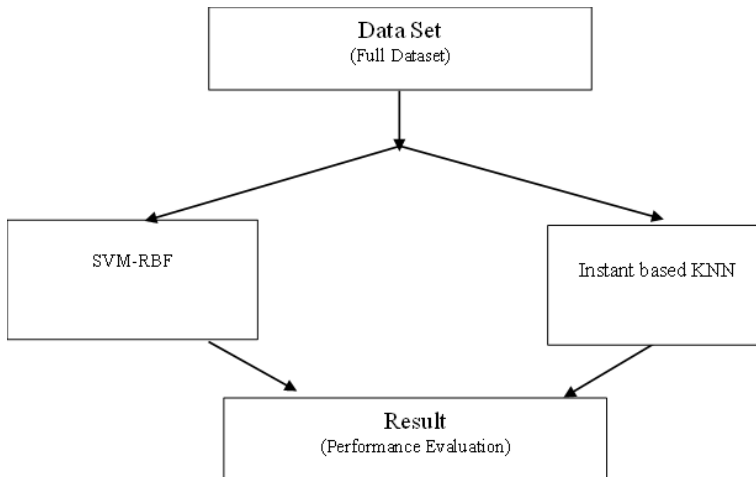 Data Set
(Full Dataset)
SVM-RBF
Instant based KNN
Result
(Performance Evaluation)